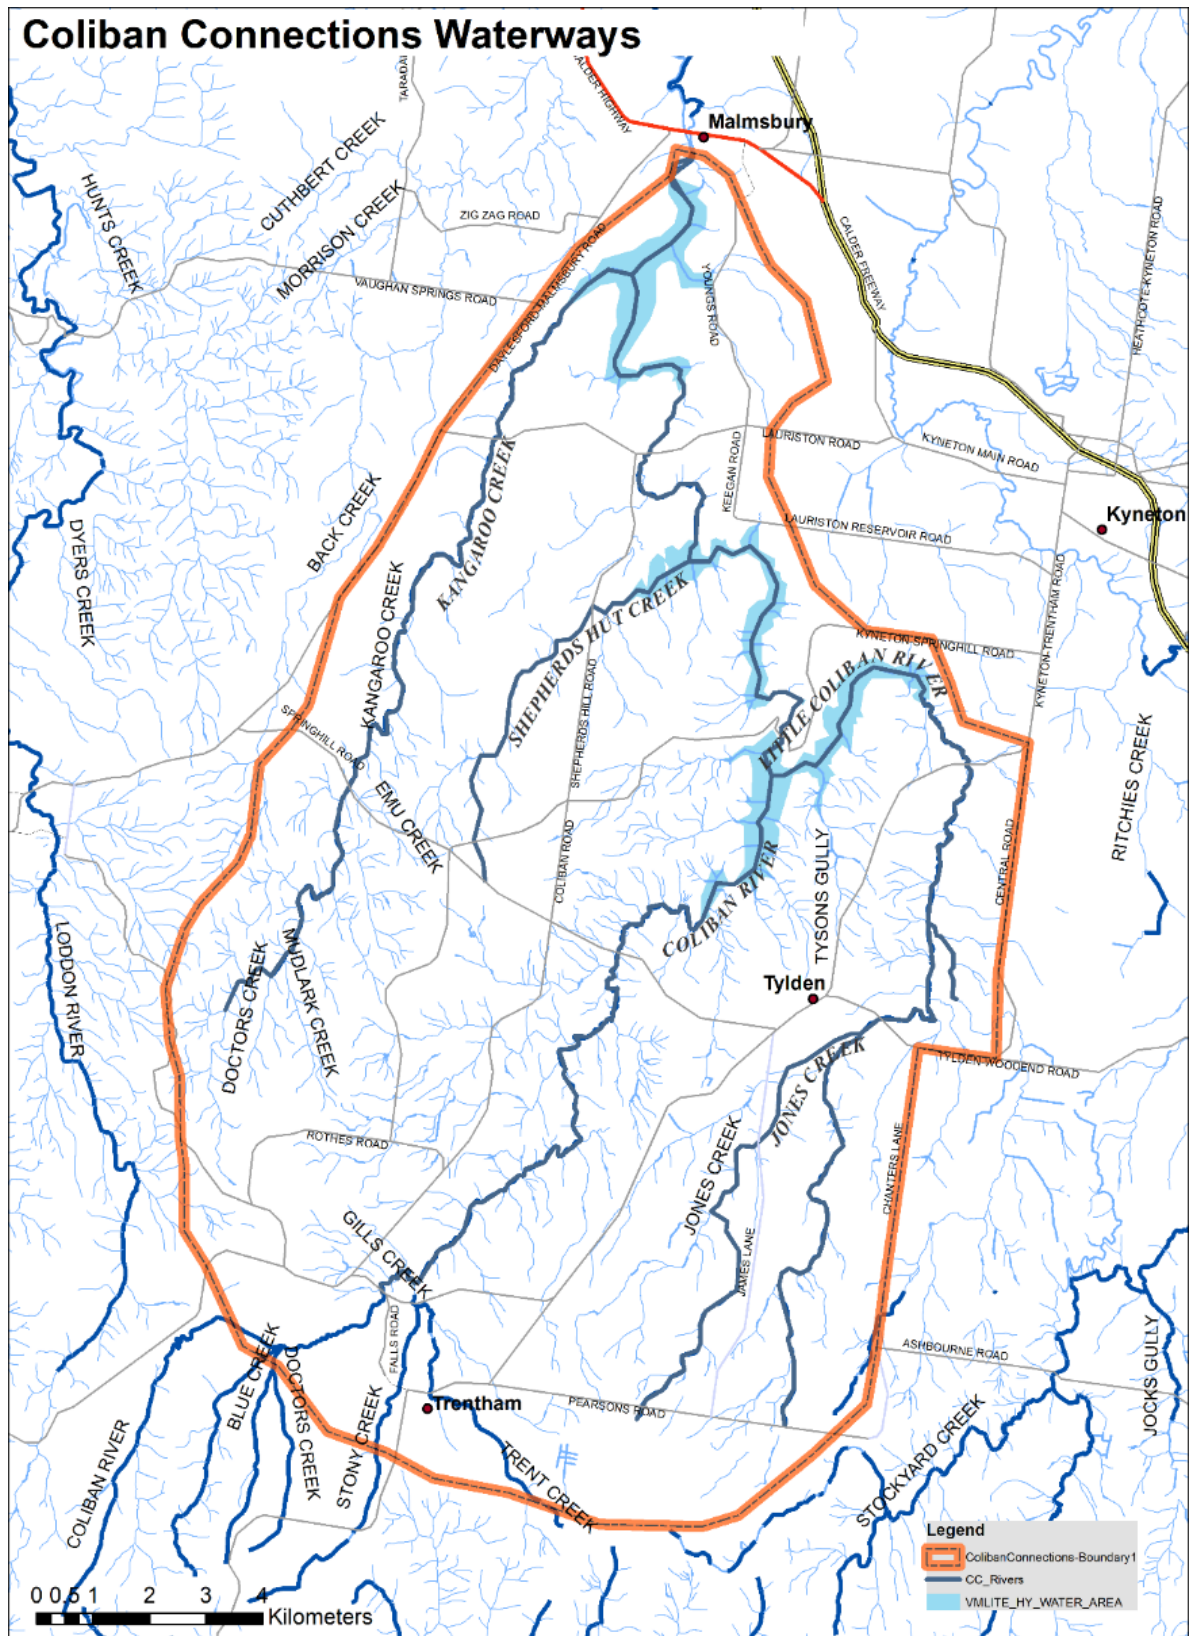 Coliban Connections Waterways
TARADA
CALDER HIGHWAY
Malmsbury
CUTHBERT CREEK
HUNTS CREEK
MORRISON CREEK
ZIG ZAG ROAD
DAYLESFORD-MALMSBURY ROAD
VAUGHAN SPRINGS ROAD
YOUNGS ROAD
CALDER FREEWAY
HEATHCOTE-KYNETON ROAD
LAURISTON ROAD
KYNETON MAIN ROAD
KEEGAN ROAD
KANGAROO CREEK
BACK CREEK
LAURISTON RESERVOIR ROAD
Kyneton
DYERS CREEK
KANGAROO CREEK
SHEPHERDS HUT CREEK
KYNETON-SPRINGHILL ROAD
KYNETON-TRENTHAM ROAD
LITTLE COLIBAN RIVER
SPRINGHILL ROAD
SHEPHERDS HILL ROAD
RITCHIES CREEK
EMU CREEK
COLIBAN ROAD
COLIBAN RIVER
TYSONS GULLY
CENTRAL ROAD
LODDON RIVER
DOCTORS CREEK
MUDLARK CREEK
Tylden
JONES CREEK
TYLDEN-WOODEND ROAD
ROTHES ROAD
JONES CREEK
CHANTERS LANE
GILLS CREEK
JAMES LANE
FALLS ROAD
ASHBOURNE ROAD
BLUE CREEK
DOCTORS CREEK
STONY CREEK
Trentham
PEARSONS ROAD
JOCKS GULLY
COLIBAN RIVER
TRENT CREEK
STOCKYARD CREEK
Legend
ColibanConnections-Boundary1
CC_Rivers
VMLITE_HY_WATER_AREA
0 0.5 1 2 3 4
Kilometers